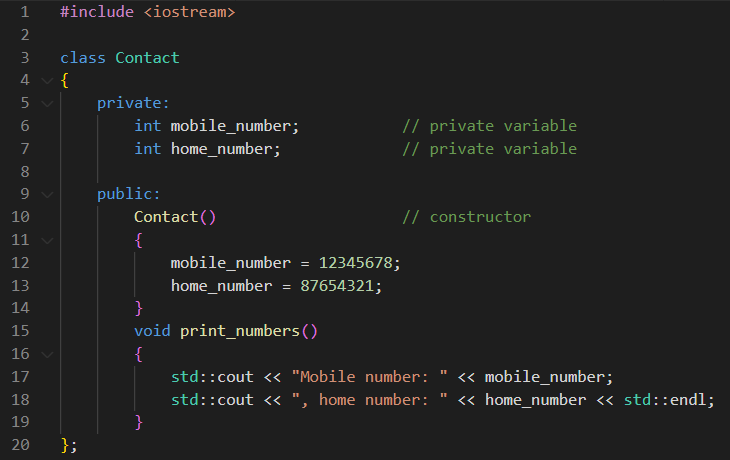 1 #include <iostream>
2
3 class Contact
4 {
5     private:
6         int mobile_number;           // private variable
7         int home_number;             // private variable
8
9     public:
10         Contact()                    // constructor
11         {
12             mobile_number = 12345678;
13             home_number = 87654321;
14         }
15         void print_numbers()
16         {
17             std::cout << "Mobile number: " << mobile_number;
18             std::cout << ", home number: " << home_number << std::endl;
19         }
20 };